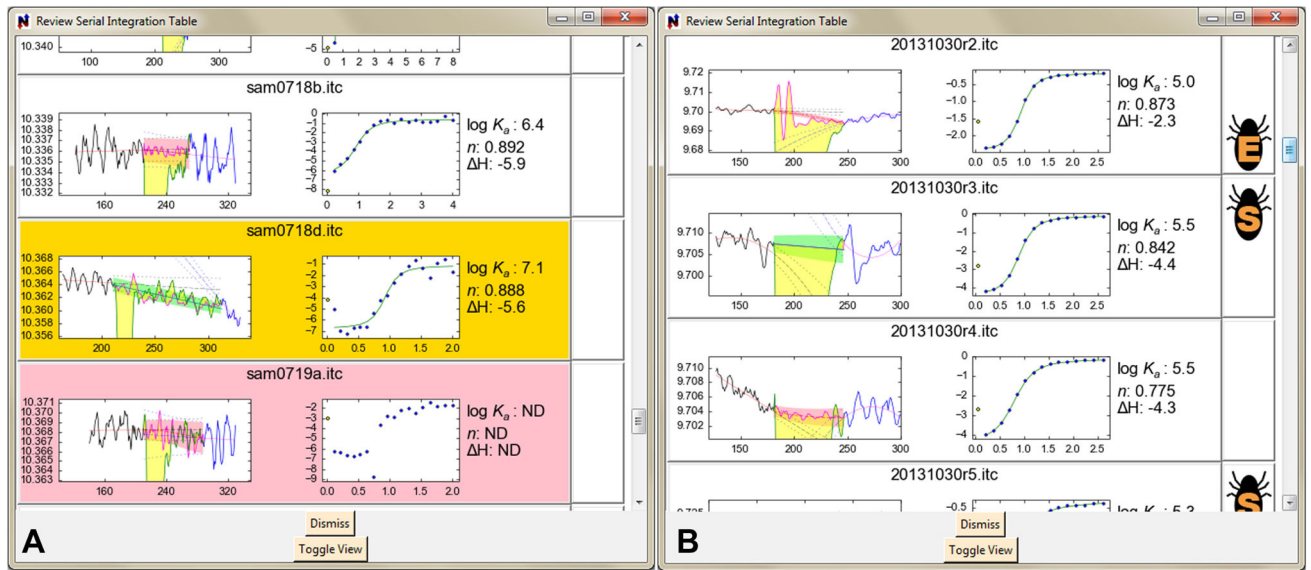 Review Serial Integration Table
10.340
100 150 200 250
−5
0 1 2 3 4 5 6 7 8
sam0718b.itc
10.339
10.338
10.337
10.336
10.335
10.334
10.333
10.332
160 240 320
0
−1
−2
−3
−4
−5
−6
−7
−8
0 1 2 3 4
log Ka : 6.4
n: 0.892
ΔH: -5.9
sam0718d.itc
10.368
10.366
10.364
10.362
10.360
10.358
10.356
200 250 300
−1
−2
−3
−4
−5
−6
−7
0.0 0.5 1.0 1.5 2.0
log Ka : 7.1
n: 0.888
ΔH: -5.6
sam0719a.itc
10.371
10.370
10.369
10.368
10.367
10.366
10.365
10.364
10.363
160 240 320
−2
−3
−4
−5
−6
−7
−8
−9
0.0 0.5 1.0 1.5 2.0
log Ka : ND
n: ND
ΔH: ND
Dismiss
Toggle View
A
Review Serial Integration Table
20131030r2.itc
9.72
9.71
9.70
9.69
9.68
150 200 250 300
−0.5
−1.0
−1.5
−2.0
0.0 0.5 1.0 1.5 2.0 2.5
log Ka : 5.0
n: 0.873
ΔH: -2.3
E
20131030r3.itc
9.710
9.705
9.700
150 200 250 300
0
−1
−2
−3
−4
0.0 0.5 1.0 1.5 2.0 2.5
log Ka : 5.5
n: 0.842
ΔH: -4.4
S
20131030r4.itc
9.710
9.708
9.706
9.704
9.702
150 200 250 300
0
−1
−2
−3
−4
0.0 0.5 1.0 1.5 2.0 2.5
log Ka : 5.5
n: 0.775
ΔH: -4.3
20131030r5.itc
−0.5
log Ka : 5.3
S
Dismiss
Toggle View
B